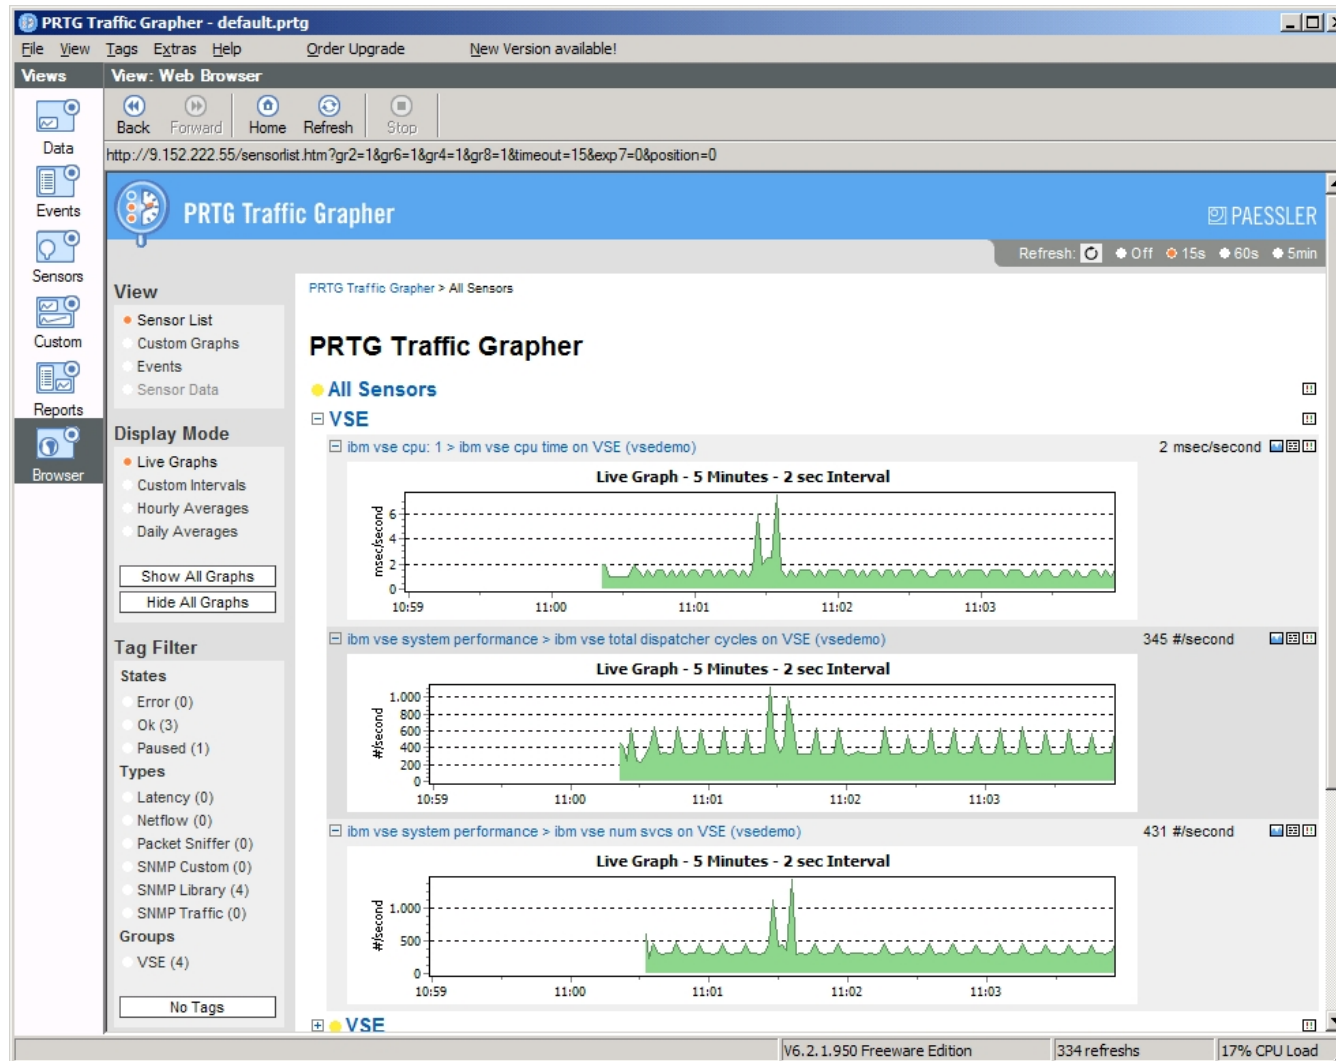 PRTG Traffic Grapher - default.prtg
File View Tags Extras Help Order Upgrade New Version available!
Views View: Web Browser
Back Forward Home Refresh Stop
http://9.152.222.55/sensorlist.htm?gr2=1&gr6=1&gr4=1&gr8=1&timeout=15&exp7=0&position=0
Data
Events
Sensors
Custom
Reports
Browser
PRTG Traffic Grapher PAESSLER
Refresh: Off 15s 60s 5min
View
Sensor List
Custom Graphs
Events
Sensor Data
Display Mode
Live Graphs
Custom Intervals
Hourly Averages
Daily Averages
Show All Graphs
Hide All Graphs
Tag Filter
States
Error (0)
Ok (3)
Paused (1)
Types
Latency (0)
Netflow (0)
Packet Sniffer (0)
SNMP Custom (0)
SNMP Library (4)
SNMP Traffic (0)
Groups
VSE (4)
No Tags
PRTG Traffic Grapher > All Sensors
PRTG Traffic Grapher
All Sensors
VSE
ibm vse cpu: 1 > ibm vse cpu time on VSE (vsedemo) 2 msec/second
Live Graph - 5 Minutes - 2 sec Interval
msec/second
6
4
2
0
10:59 11:00 11:01 11:02 11:03
ibm vse system performance > ibm vse total dispatcher cycles on VSE (vsedemo) 345 #/second
Live Graph - 5 Minutes - 2 sec Interval
#/second
1.000
800
600
400
200
0
10:59 11:00 11:01 11:02 11:03
ibm vse system performance > ibm vse num svcs on VSE (vsedemo) 431 #/second
Live Graph - 5 Minutes - 2 sec Interval
#/second
1.000
500
0
10:59 11:00 11:01 11:02 11:03
VSE
V6.2.1.950 Freeware Edition 334 refreshs 17% CPU Load